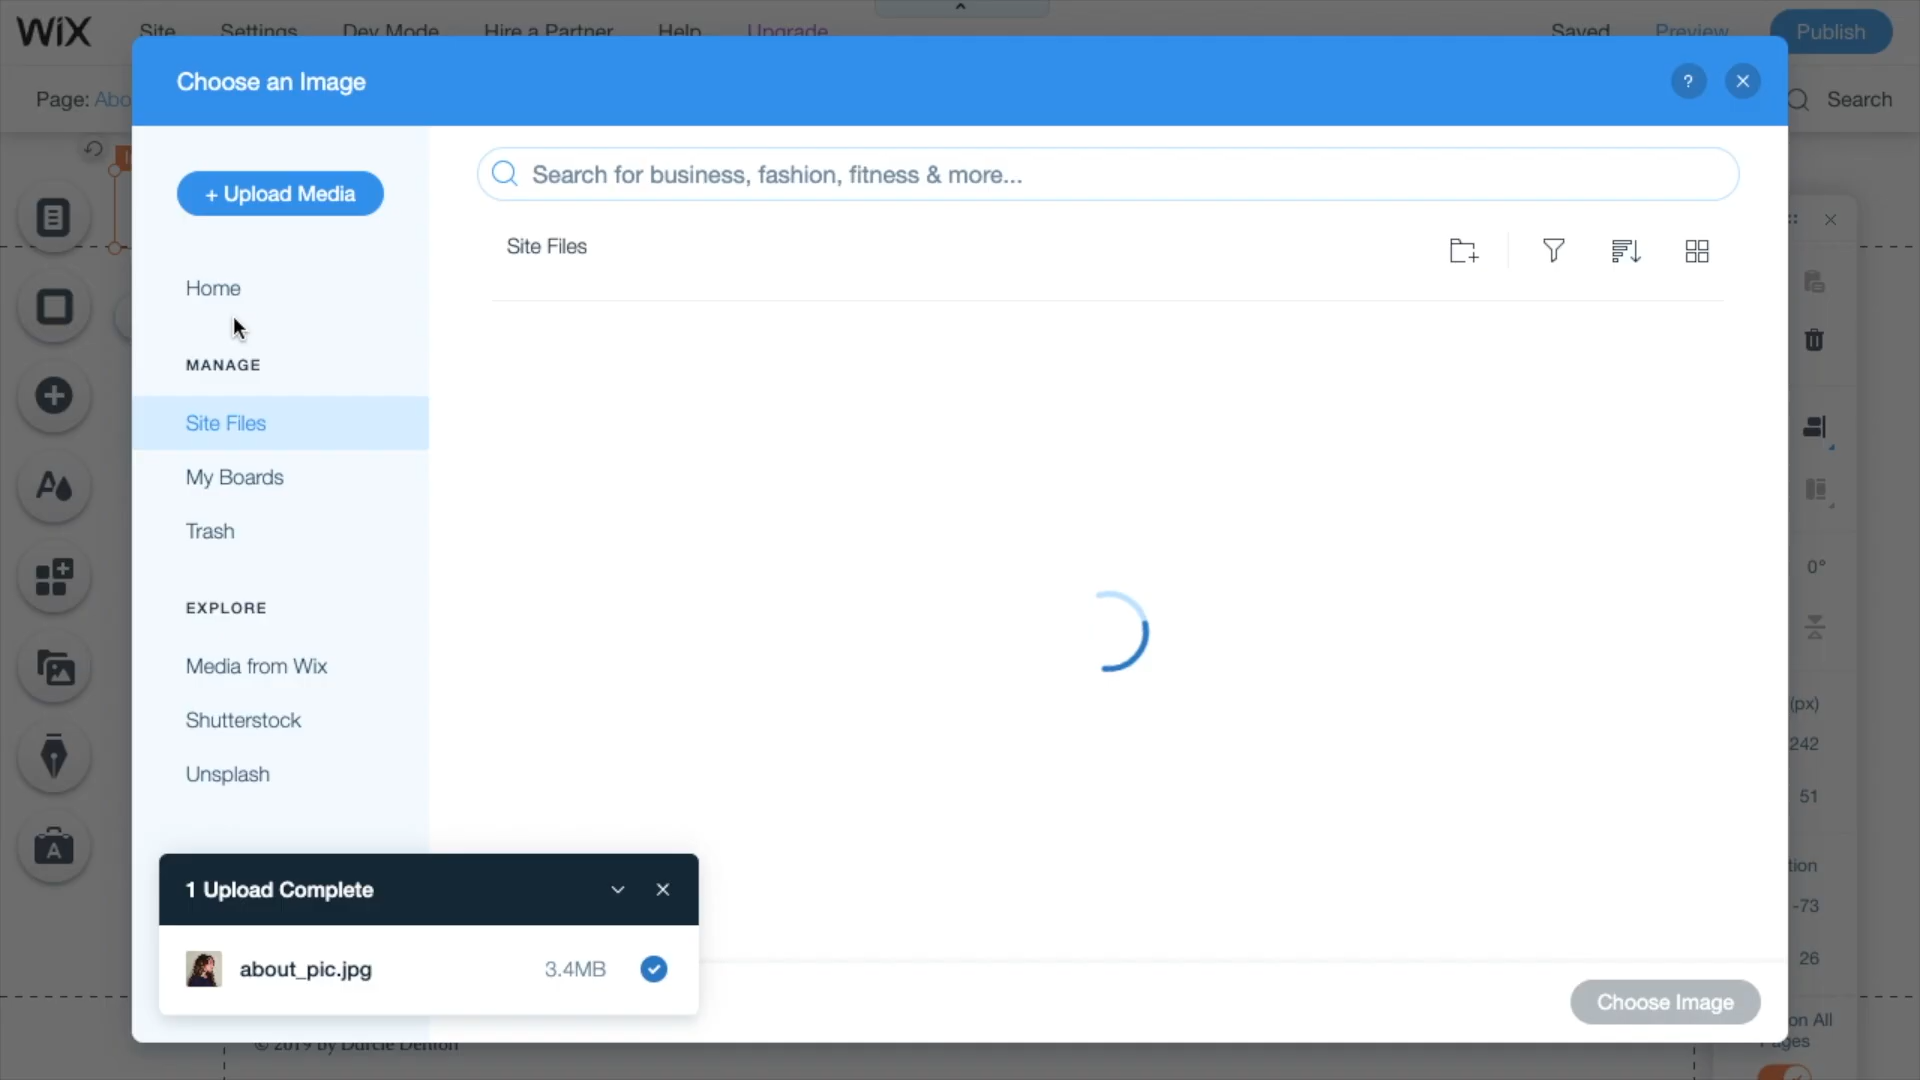 WiX
Site
Settings
Dev Mode
Hire a Partner
Help
Upgrade
Saved
Preview
Publish
Page: Abo
Search
Choose an Image
?
+ Upload Media
Search for business, fashion, fitness & more...
Site Files
Home
MANAGE
Site Files
My Boards
Trash
EXPLORE
Media from Wix
Shutterstock
Unsplash
1 Upload Complete
about_pic.jpg
3.4MB
Choose Image
0°
(px)
242
51
tion
-73
26
on All
Pages
© 2019 by Darcie Denton